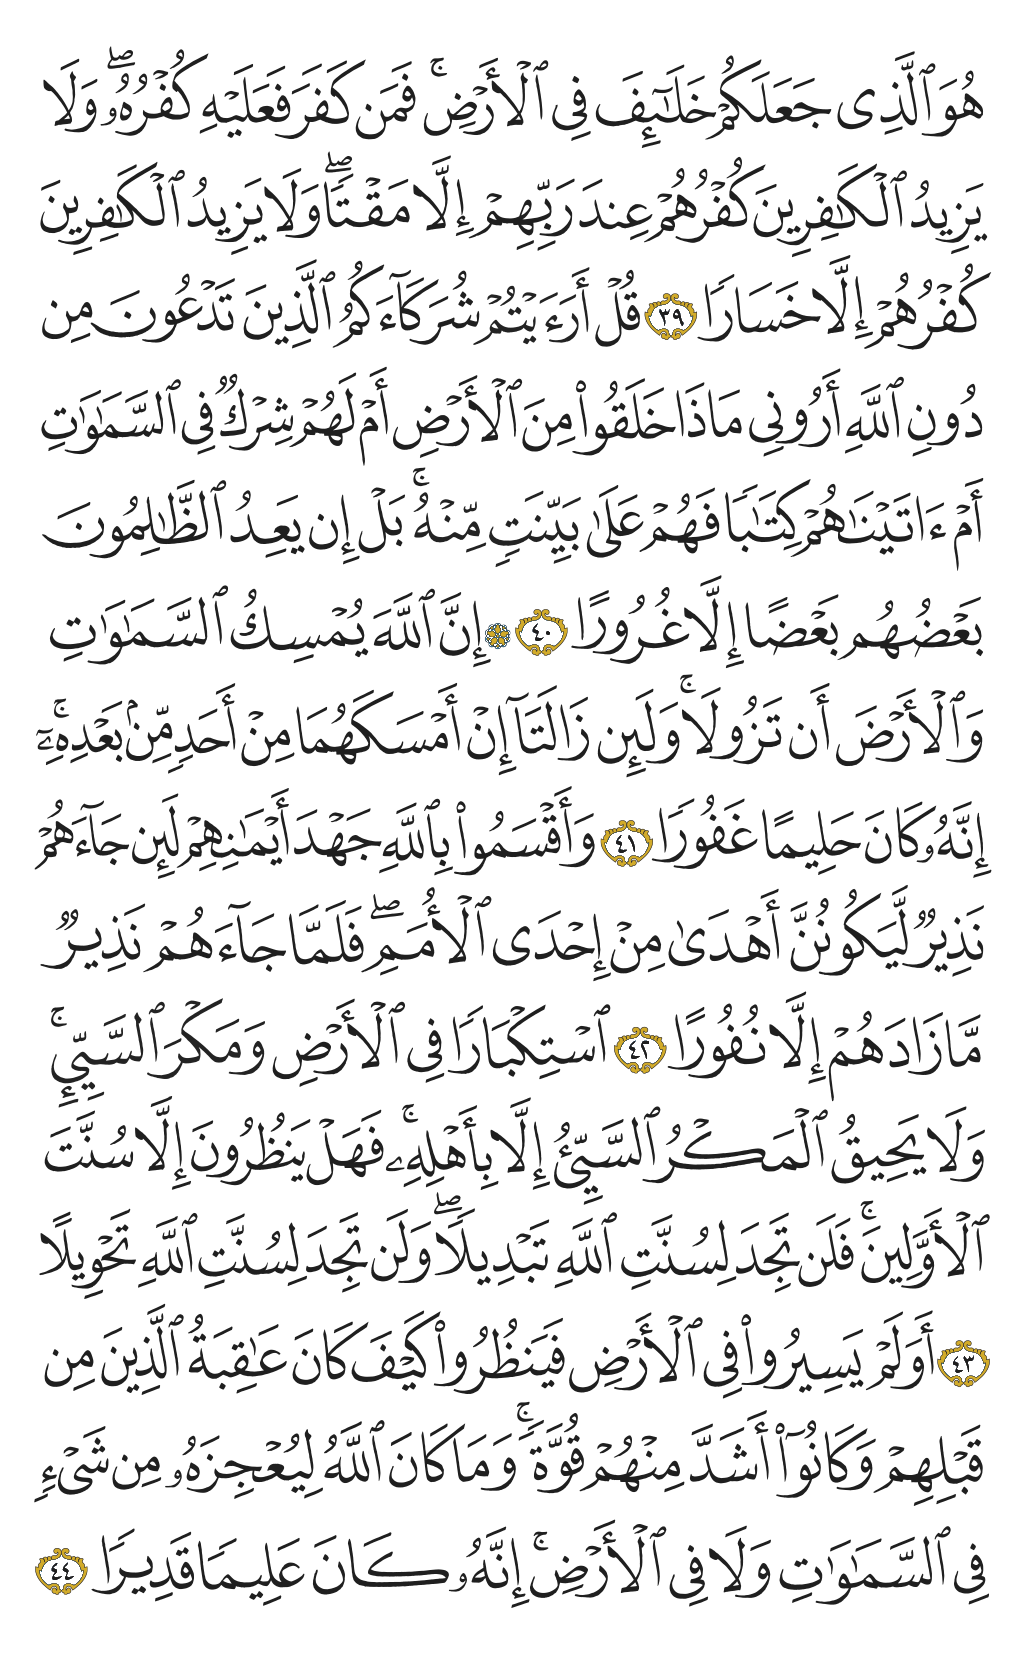 هُوَ ٱلَّذِى جَعَلَكُمْ خَلَـٰٓئِفَ فِى ٱلْأَرْضِ ۚ فَمَن كَفَرَ فَعَلَيْهِ كُفْرُهُۥ ۖ وَلَا
يَزِيدُ ٱلْكَـٰفِرِينَ كُفْرُهُمْ عِندَ رَبِّهِمْ إِلَّا مَقْتًا ۖ وَلَا يَزِيدُ ٱلْكَـٰفِرِينَ
كُفْرُهُمْ إِلَّا خَسَارًا ٣٩ قُلْ أَرَءَيْتُمْ شُرَكَآءَكُمُ ٱلَّذِينَ تَدْعُونَ مِن
دُونِ ٱللَّهِ أَرُونِى مَاذَا خَلَقُوا۟ مِنَ ٱلْأَرْضِ أَمْ لَهُمْ شِرْكٌ فِى ٱلسَّمَـٰوَٰتِ
أَمْ ءَاتَيْنَـٰهُمْ كِتَـٰبًا فَهُمْ عَلَىٰ بَيِّنَتٍ مِّنْهُ ۚ بَلْ إِن يَعِدُ ٱلظَّـٰلِمُونَ
بَعْضُهُم بَعْضًا إِلَّا غُرُورًا ٤٠ ۞ إِنَّ ٱللَّهَ يُمْسِكُ ٱلسَّمَـٰوَٰتِ
وَٱلْأَرْضَ أَن تَزُولَا ۚ وَلَئِن زَالَتَآ إِنْ أَمْسَكَهُمَا مِنْ أَحَدٍ مِّنۢ بَعْدِهِۦٓ ۚ
إِنَّهُۥ كَانَ حَلِيمًا غَفُورًا ٤١ وَأَقْسَمُوا۟ بِٱللَّهِ جَهْدَ أَيْمَـٰنِهِمْ لَئِن جَآءَهُمْ
نَذِيرٌ لَّيَكُونُنَّ أَهْدَىٰ مِنْ إِحْدَى ٱلْأُمَمِ ۖ فَلَمَّا جَآءَهُمْ نَذِيرٌ
مَّا زَادَهُمْ إِلَّا نُفُورًا ٤٢ ٱسْتِكْبَارًا فِى ٱلْأَرْضِ وَمَكْرَ ٱلسَّيِّئِ ۚ
وَلَا يَحِيقُ ٱلْمَكْرُ ٱلسَّيِّئُ إِلَّا بِأَهْلِهِۦ ۚ فَهَلْ يَنظُرُونَ إِلَّا سُنَّتَ
ٱلْأَوَّلِينَ ۚ فَلَن تَجِدَ لِسُنَّتِ ٱللَّهِ تَبْدِيلًا ۖ وَلَن تَجِدَ لِسُنَّتِ ٱللَّهِ تَحْوِيلًا
٤٣ أَوَلَمْ يَسِيرُوا۟ فِى ٱلْأَرْضِ فَيَنظُرُوا۟ كَيْفَ كَانَ عَـٰقِبَةُ ٱلَّذِينَ مِن
قَبْلِهِمْ وَكَانُوٓا۟ أَشَدَّ مِنْهُمْ قُوَّةً ۚ وَمَا كَانَ ٱللَّهُ لِيُعْجِزَهُۥ مِن شَىْءٍ
فِى ٱلسَّمَـٰوَٰتِ وَلَا فِى ٱلْأَرْضِ ۚ إِنَّهُۥ كَانَ عَلِيمًا قَدِيرًا ٤٤